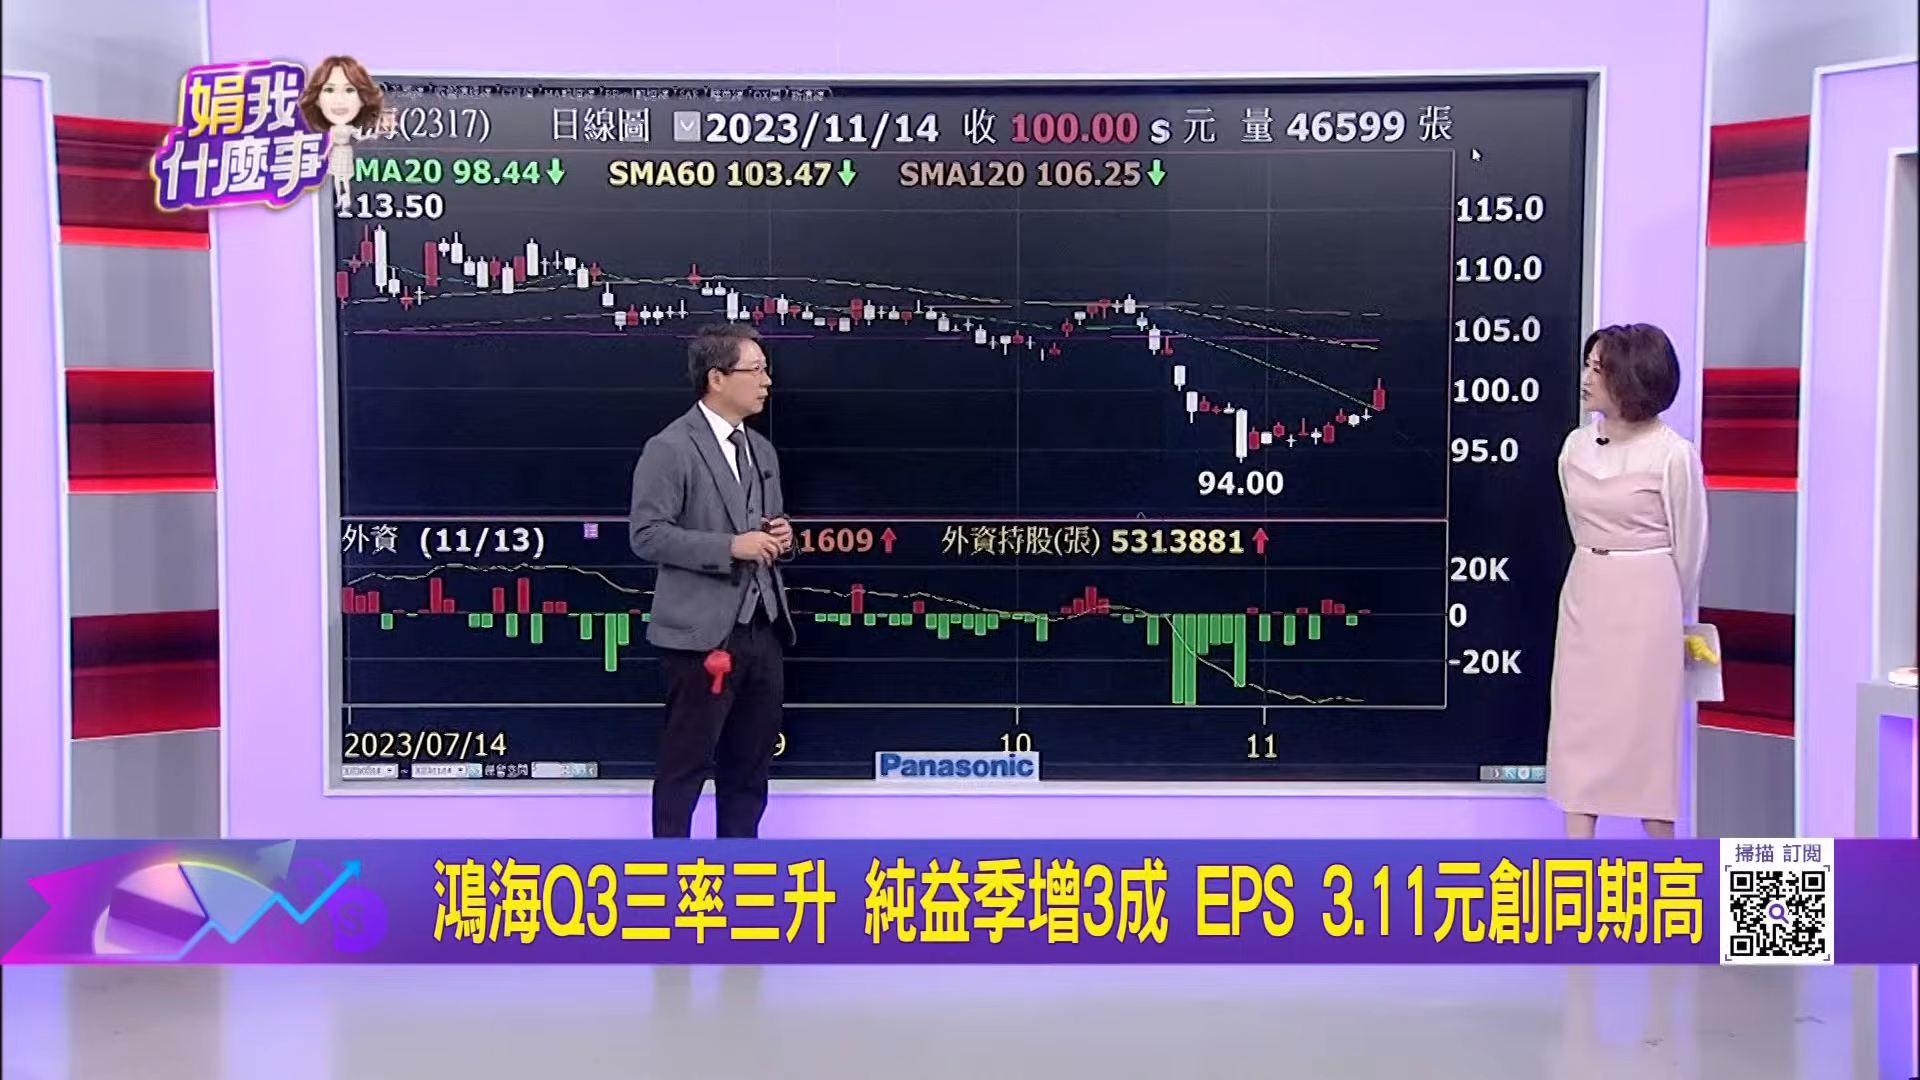 娟我
什麼事
海(2317) 日線圖 2023/11/14 收 100.00 s 元 量 46599 張
MA20 98.44↓ SMA60 103.47↓ SMA120 106.25↓
113.50
115.0
110.0
105.0
100.0
95.0
94.00
外資 (11/13) 1609↑ 外資持股(張) 5313881↑
20K
0
-20K
2023/07/14 9 10 11
Panasonic
鴻海Q3三率三升 純益季增3成 EPS 3.11元創同期高
掃描 訂閱